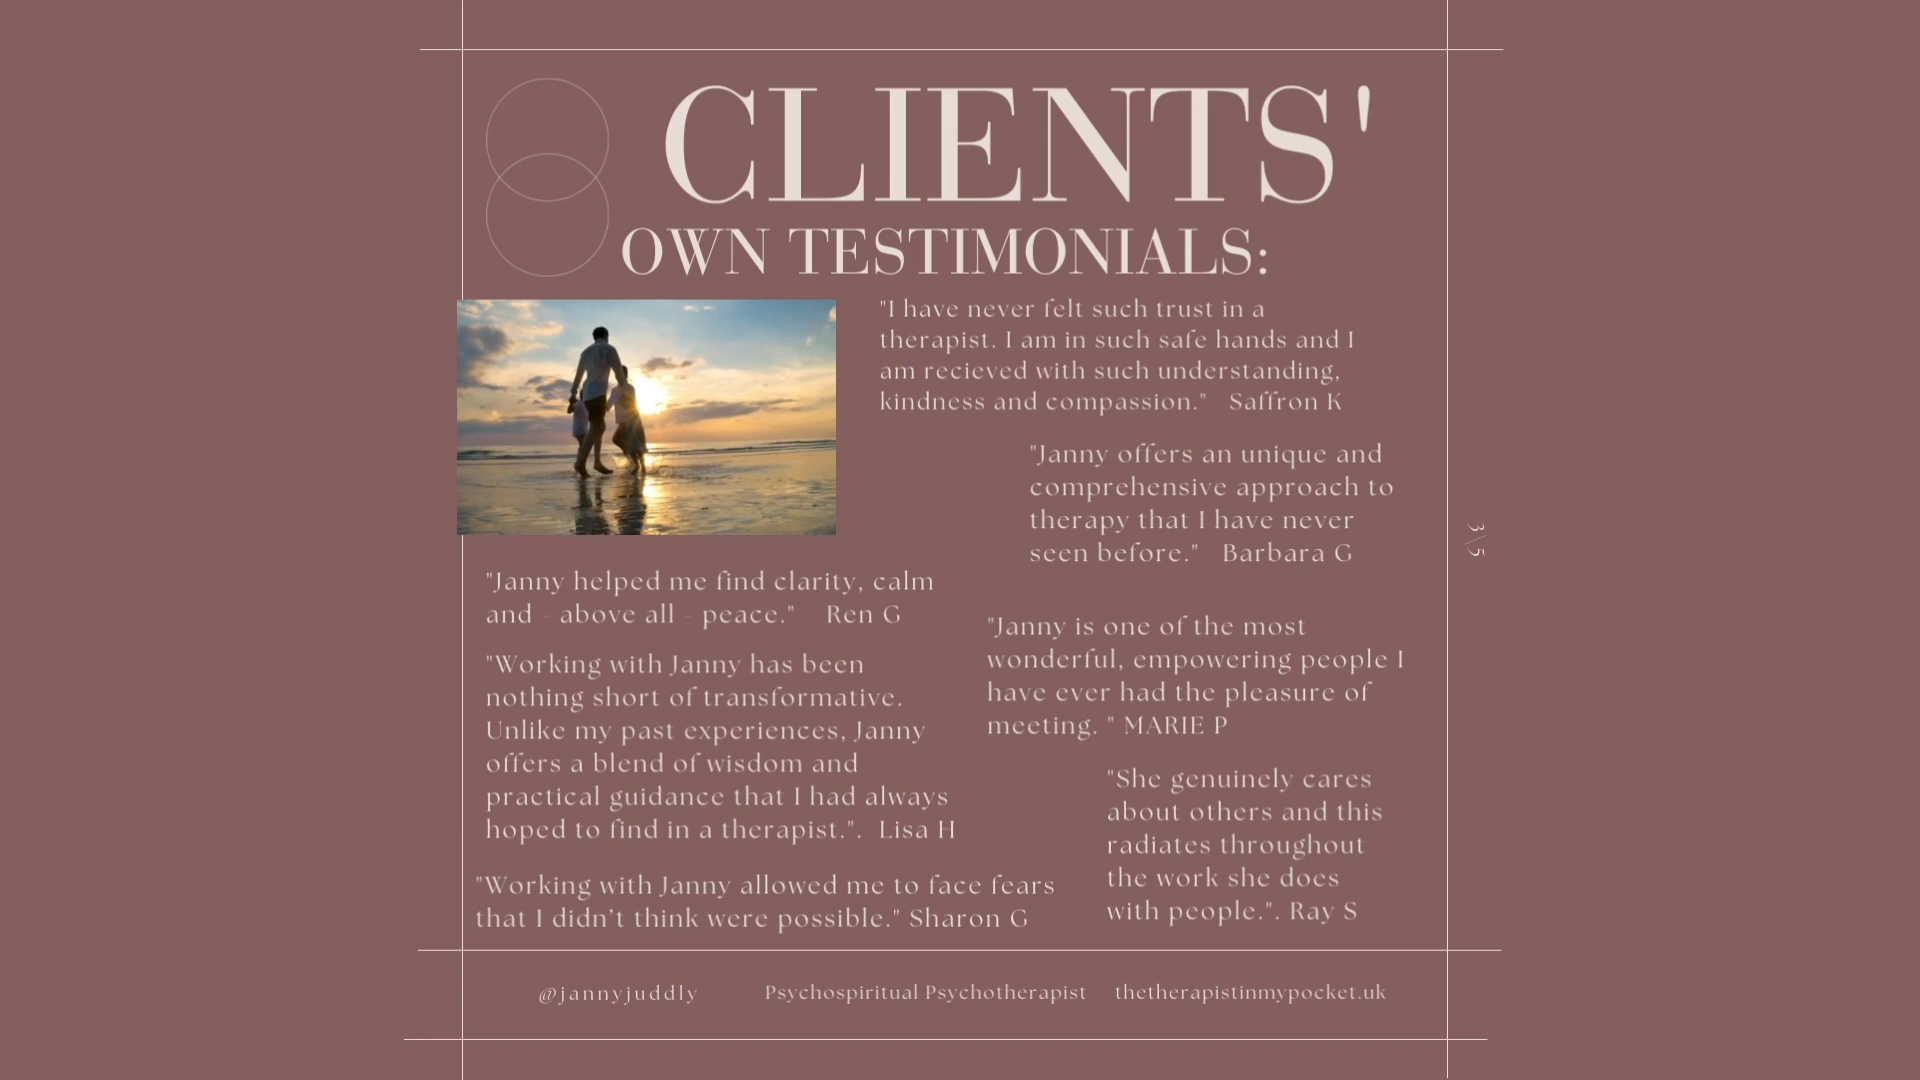 CLIENTS'
OWN TESTIMONIALS:
"I have never felt such trust in a
therapist. I am in such safe hands and I
am recieved with such understanding,
kindness and compassion." Saffron K
"Janny offers an unique and
comprehensive approach to
therapy that I have never
seen before." Barbara G
"Janny helped me find clarity, calm
and - above all - peace." Ren G
"Janny is one of the most
wonderful, empowering people I
have ever had the pleasure of
meeting. " MARIE P
"Working with Janny has been
nothing short of transformative.
Unlike my past experiences, Janny
offers a blend of wisdom and
practical guidance that I had always
hoped to find in a therapist.". Lisa H
"She genuinely cares
about others and this
radiates throughout
the work she does
with people.". Ray S
"Working with Janny allowed me to face fears
that I didn’t think were possible." Sharon G
3\5
@jannyjuddly
Psychospiritual Psychotherapist
thetherapistinmypocket.uk